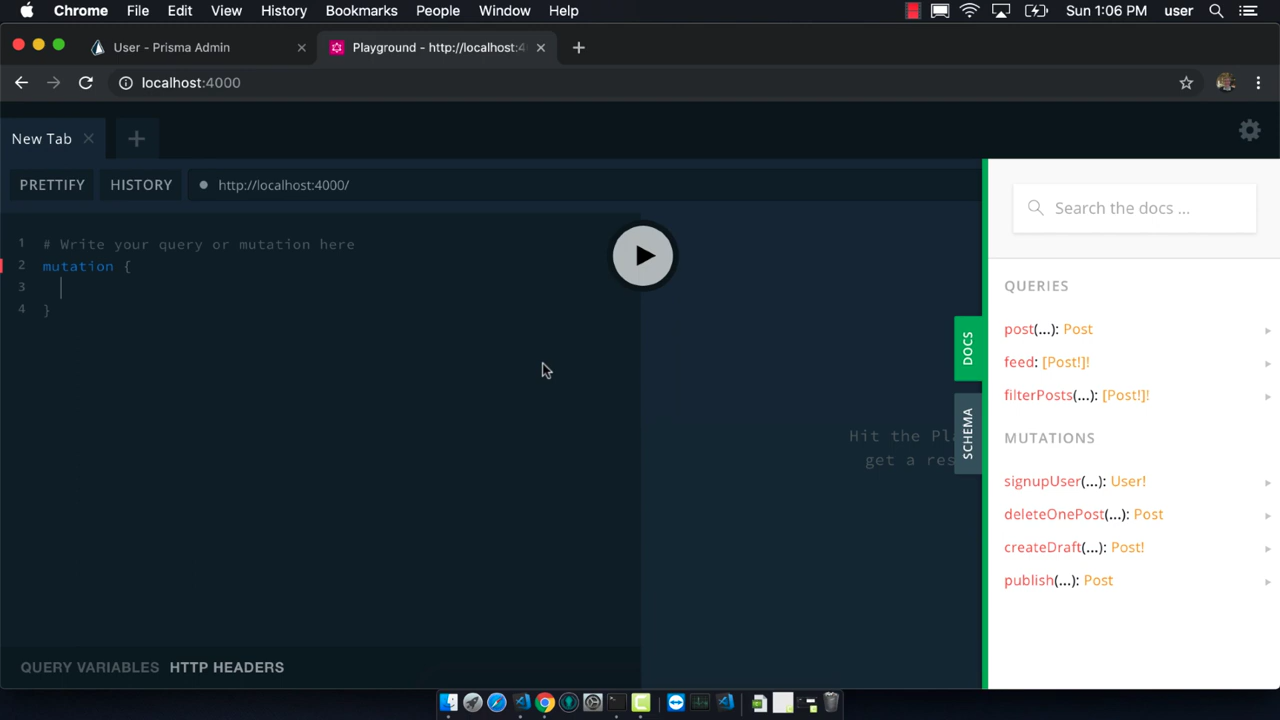 Chrome File Edit View History Bookmarks People Window Help Sun 1:06 PM user
User - Prisma Admin
Playground - http://localhost:4
localhost:4000
New Tab
PRETTIFY HISTORY http://localhost:4000/
Search the docs ...
1 # Write your query or mutation here
2 mutation {
3
4 }
Hit the Pl
get a res
DOCS
SCHEMA
QUERIES
post(...): Post
feed: [Post!]!
filterPosts(...): [Post!]!
MUTATIONS
signupUser(...): User!
deleteOnePost(...): Post
createDraft(...): Post!
publish(...): Post
QUERY VARIABLES HTTP HEADERS